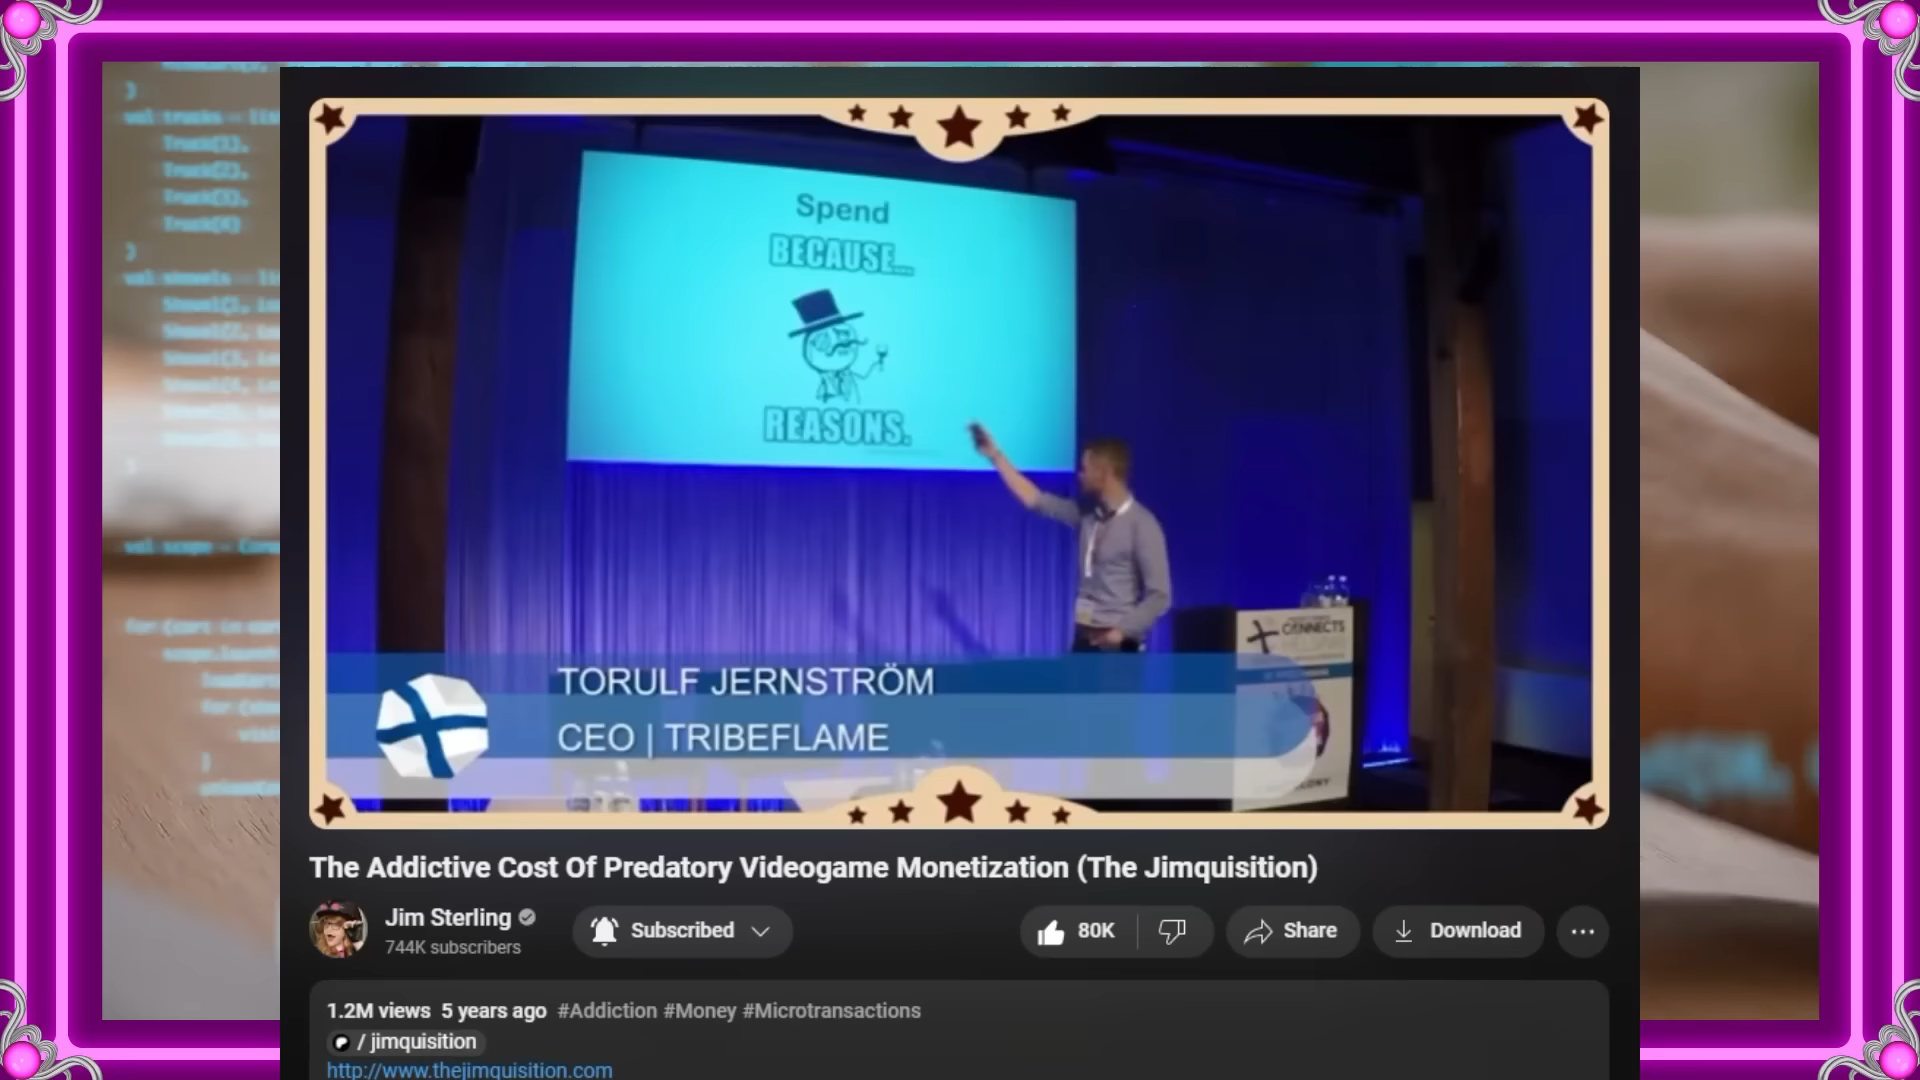 Spend
BECAUSE...
REASONS.
CONNECTS
TORULF JERNSTRÖM
CEO | TRIBEFLAME
The Addictive Cost Of Predatory Videogame Monetization (The Jimquisition)
Jim Sterling
744K subscribers
Subscribed
80K
Share
Download
1.2M views 5 years ago #Addiction #Money #Microtransactions
/ jimquisition
http://www.thejimquisition.com